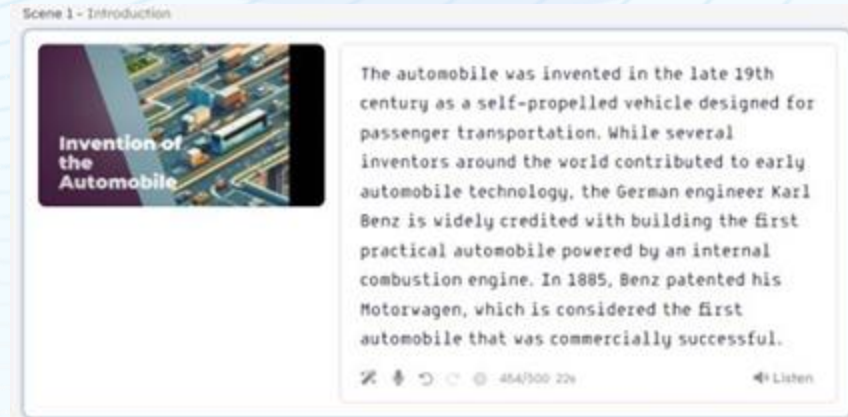 Scene 1 - Introduction
Invention of
the
Automobile
The automobile was invented in the late 19th
century as a self-propelled vehicle designed for
passenger transportation. While several
inventors around the world contributed to early
automobile technology, the German engineer Karl
Benz is widely credited with building the first
practical automobile powered by an internal
combustion engine. In 1885, Benz patented his
Motorwagen, which is considered the first
automobile that was commercially successful.
454/500 22s
Listen